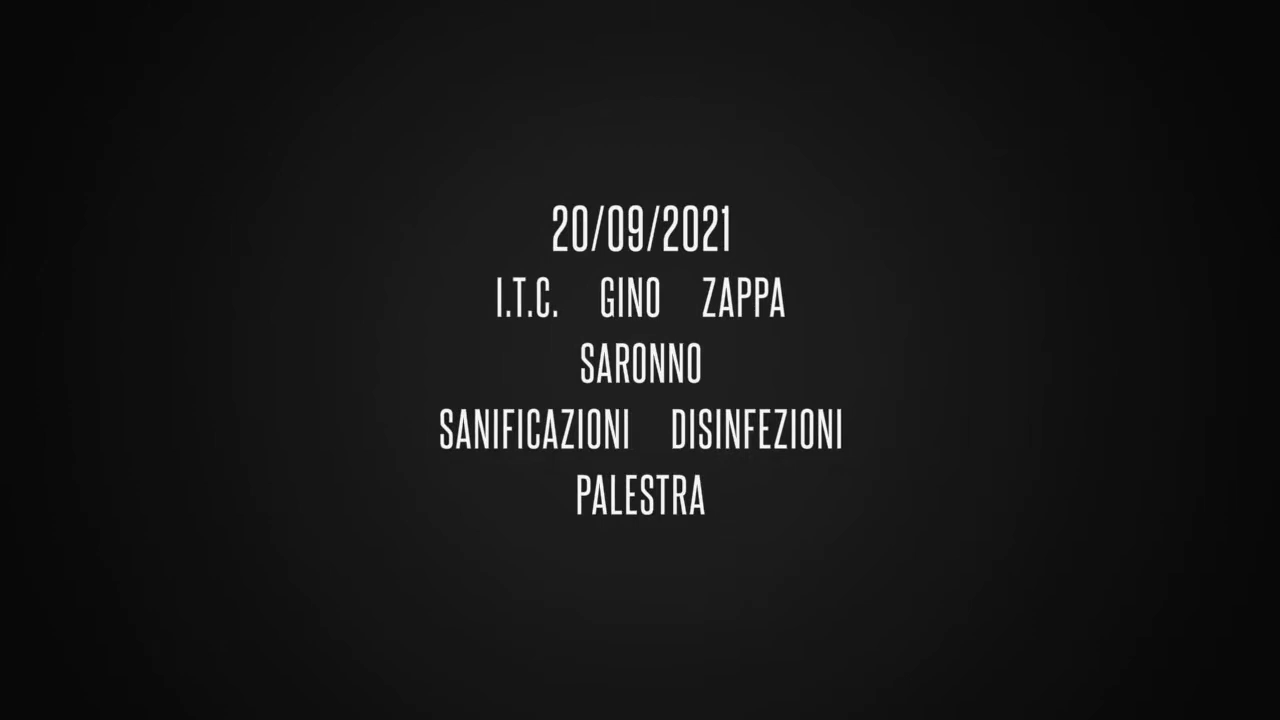 20/09/2021
I.T.C. GINO ZAPPA
SARONNO
SANIFICAZIONI DISINFEZIONI
PALESTRA